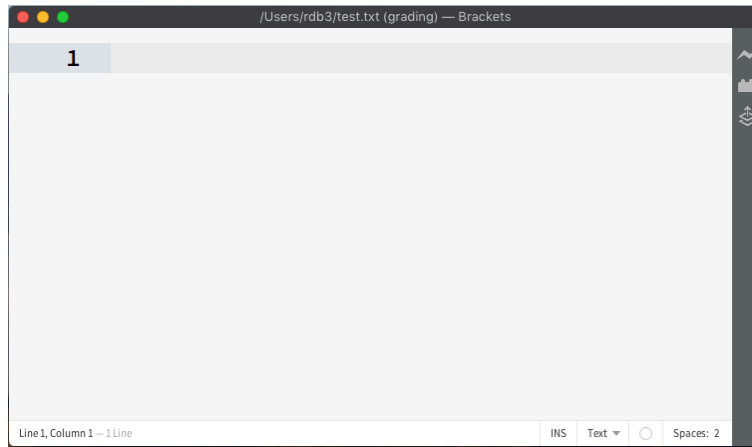 /Users/rdb3/test.txt (grading) — Brackets
1
Line 1, Column 1 — 1 Line
INS
Text
Spaces: 2